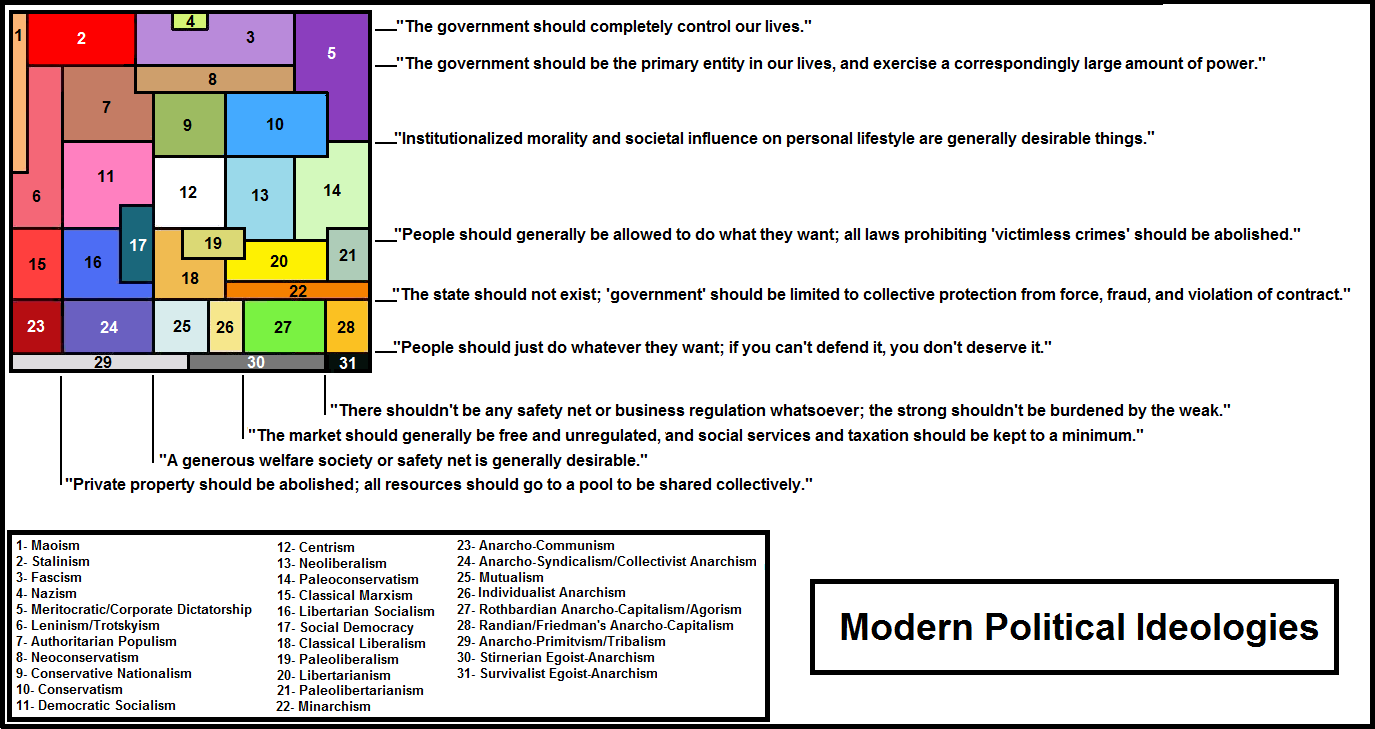 1
2
3
4
5
6
7
8
9
10
11
12
13
14
15
16
17
18
19
20
21
22
23
24
25
26
27
28
29
30
31
"The government should completely control our lives."
"The government should be the primary entity in our lives, and exercise a correspondingly large amount of power."
"Institutionalized morality and societal influence on personal lifestyle are generally desirable things."
"People should generally be allowed to do what they want; all laws prohibiting 'victimless crimes' should be abolished."
"The state should not exist; 'government' should be limited to collective protection from force, fraud, and violation of contract."
"People should just do whatever they want; if you can't defend it, you don't deserve it."
"There shouldn't be any safety net or business regulation whatsoever; the strong shouldn't be burdened by the weak."
"The market should generally be free and unregulated, and social services and taxation should be kept to a minimum."
"A generous welfare society or safety net is generally desirable."
"Private property should be abolished; all resources should go to a pool to be shared collectively."
1- Maoism
2- Stalinism
3- Fascism
4- Nazism
5- Meritocratic/Corporate Dictatorship
6- Leninism/Trotskyism
7- Authoritarian Populism
8- Neoconservatism
9- Conservative Nationalism
10- Conservatism
11- Democratic Socialism
12- Centrism
13- Neoliberalism
14- Paleoconservatism
15- Classical Marxism
16- Libertarian Socialism
17- Social Democracy
18- Classical Liberalism
19- Paleoliberalism
20- Libertarianism
21- Paleolibertarianism
22- Minarchism
23- Anarcho-Communism
24- Anarcho-Syndicalism/Collectivist Anarchism
25- Mutualism
26- Individualist Anarchism
27- Rothbardian Anarcho-Capitalism/Agorism
28- Randian/Friedman's Anarcho-Capitalism
29- Anarcho-Primitvism/Tribalism
30- Stirnerian Egoist-Anarchism
31- Survivalist Egoist-Anarchism
Modern Political Ideologies